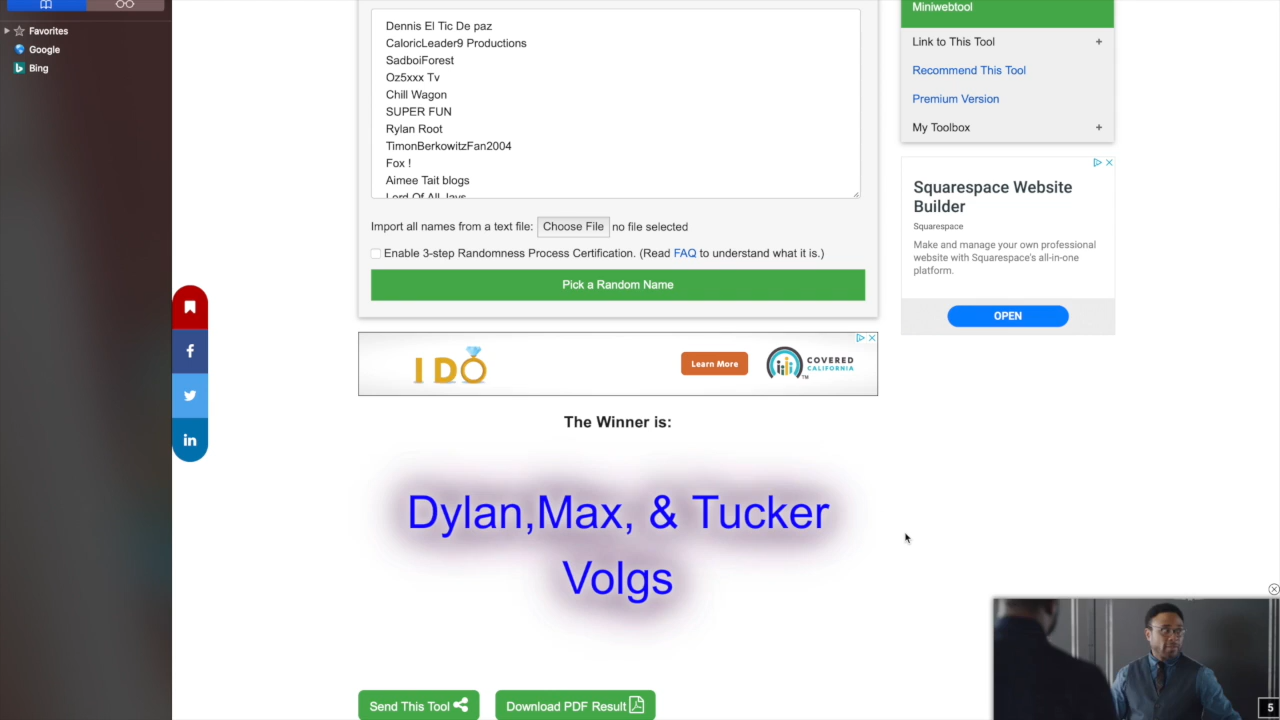 Favorites
Google
Bing
Dennis El Tic De paz
CaloricLeader9 Productions
SadboiForest
Oz5xxx Tv
Chill Wagon
SUPER FUN
Rylan Root
TimonBerkowitzFan2004
Fox !
Aimee Tait blogs
Lord Of All Jays
Import all names from a text file: Choose File no file selected
Enable 3-step Randomness Process Certification. (Read FAQ to understand what it is.)
Pick a Random Name
I DO
Learn More
COVERED
CALIFORNIA
TM
The Winner is:
Dylan,Max, & Tucker
Volgs
Send This Tool
Download PDF Result
Miniwebtool
Link to This Tool +
Recommend This Tool
Premium Version
My Toolbox +
Squarespace Website
Builder
Squarespace
Make and manage your own professional
website with Squarespace's all-in-one
platform.
OPEN
5